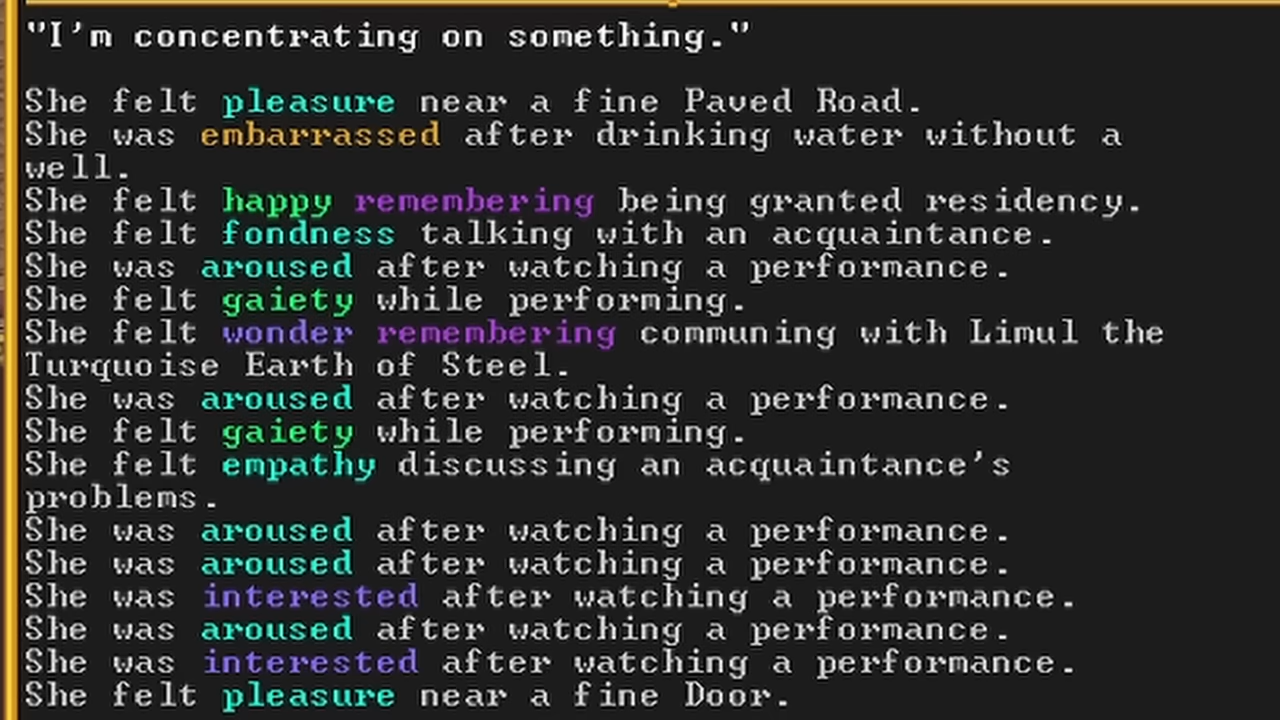 "I'm concentrating on something."
She felt pleasure near a fine Paved Road.
She was embarrassed after drinking water without a
well.
She felt happy remembering being granted residency.
She felt fondness talking with an acquaintance.
She was aroused after watching a performance.
She felt gaiety while performing.
She felt wonder remembering communing with Limul the
Turquoise Earth of Steel.
She was aroused after watching a performance.
She felt gaiety while performing.
She felt empathy discussing an acquaintance's
problems.
She was aroused after watching a performance.
She was aroused after watching a performance.
She was interested after watching a performance.
She was aroused after watching a performance.
She was interested after watching a performance.
She felt pleasure near a fine Door.